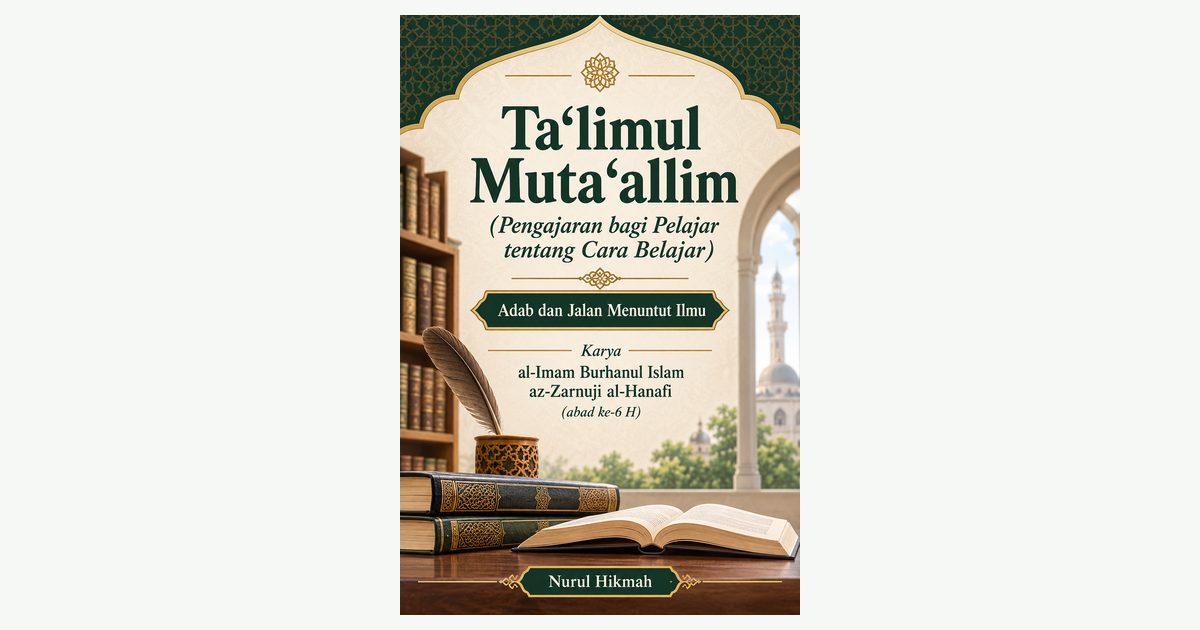 Ta‘limul
Muta‘allim
(Pengajaran bagi Pelajar
tentang Cara Belajar)
Adab dan Jalan Menuntut Ilmu
Karya
al-Imam Burhanul Islam
az-Zarnuji al-Hanafi
(abad ke-6 H)
Nurul Hikmah